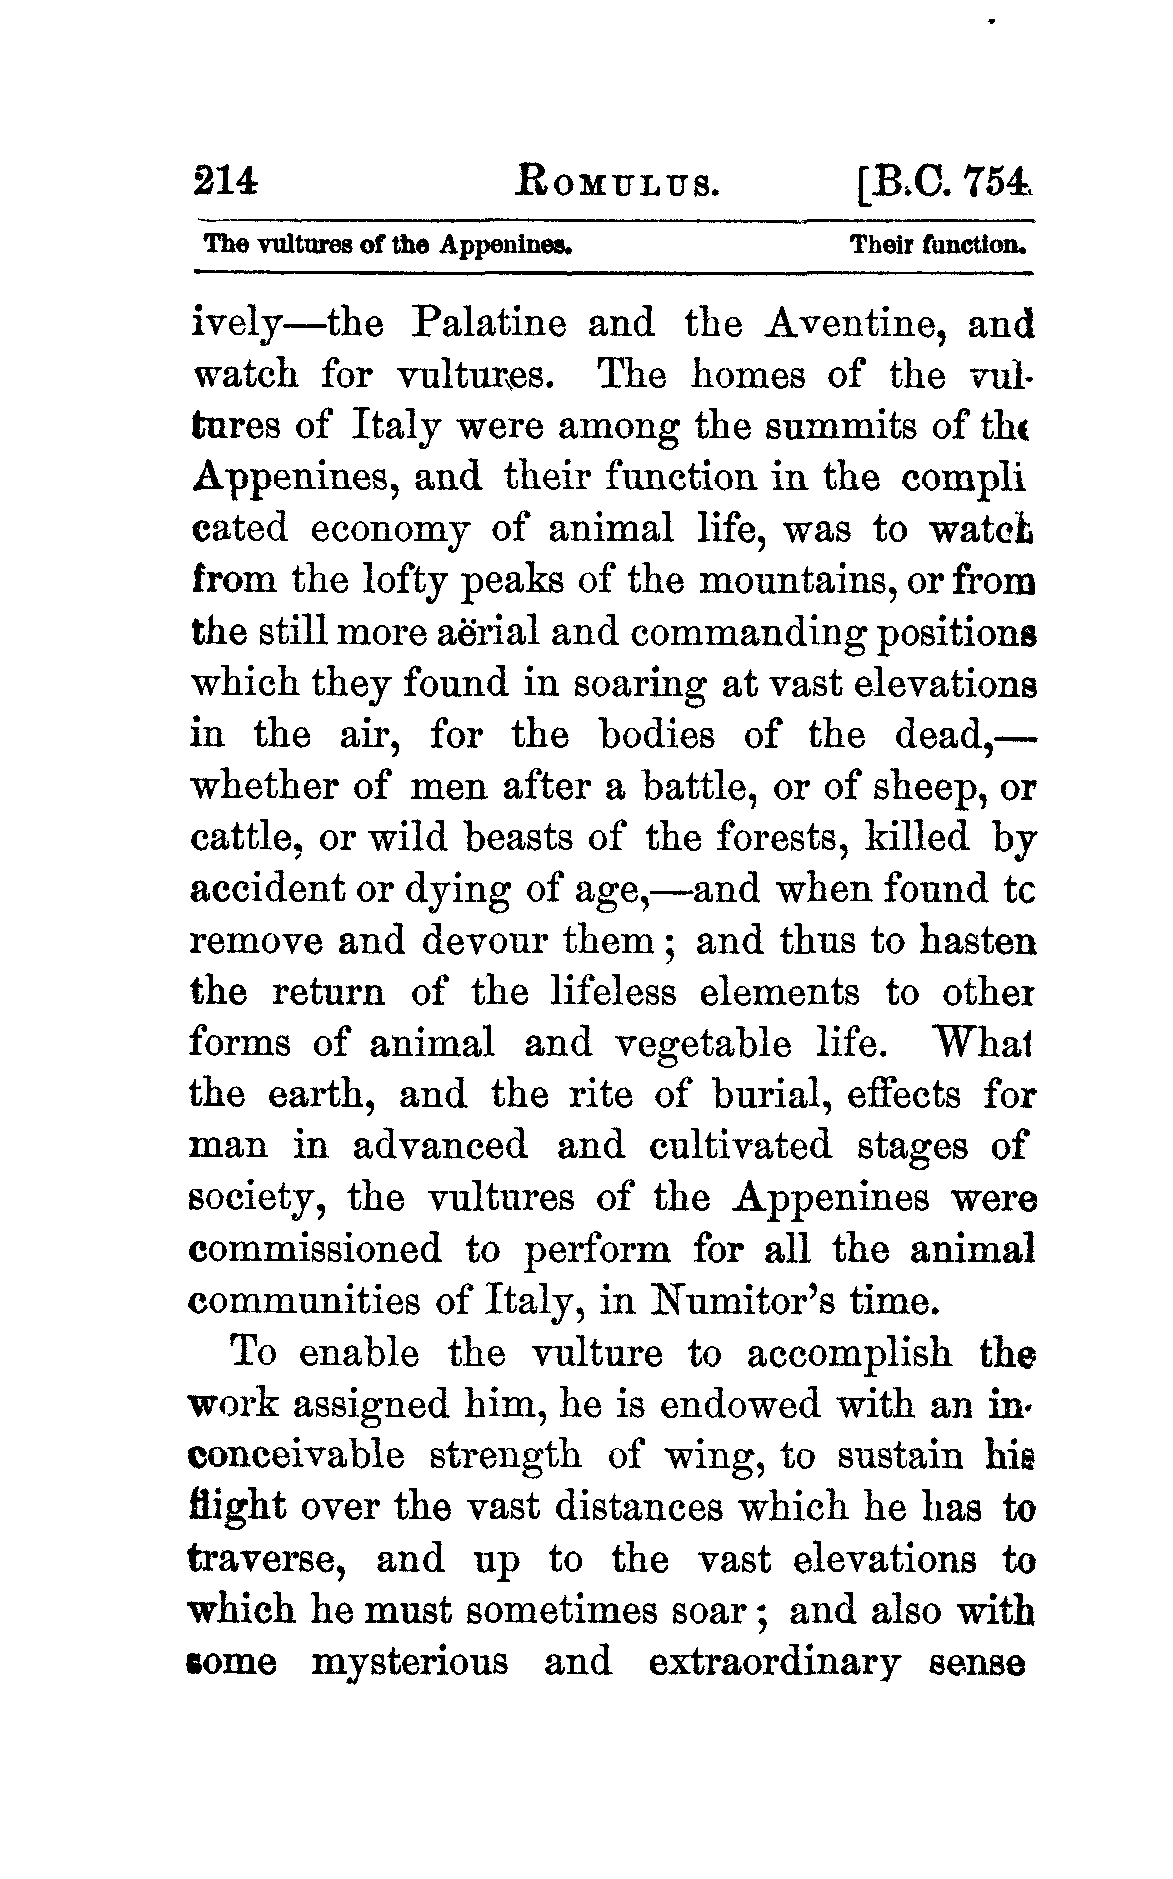 214 ROMULUS. [B.C. 754.
The vultures of the Appenines. Their function.
ively—the Palatine and the Aventine, and
watch for vultures. The homes of the vul-
tures of Italy were among the summits of the
Appenines, and their function in the compli
cated economy of animal life, was to watch
from the lofty peaks of the mountains, or from
the still more aërial and commanding positions
which they found in soaring at vast elevations
in the air, for the bodies of the dead,—
whether of men after a battle, or of sheep, or
cattle, or wild beasts of the forests, killed by
accident or dying of age,—and when found to
remove and devour them; and thus to hasten
the return of the lifeless elements to other
forms of animal and vegetable life. What
the earth, and the rite of burial, effects for
man in advanced and cultivated stages of
society, the vultures of the Appenines were
commissioned to perform for all the animal
communities of Italy, in Numitor's time.
To enable the vulture to accomplish the
work assigned him, he is endowed with an in-
conceivable strength of wing, to sustain his
flight over the vast distances which he has to
traverse, and up to the vast elevations to
which he must sometimes soar; and also with
some mysterious and extraordinary sense